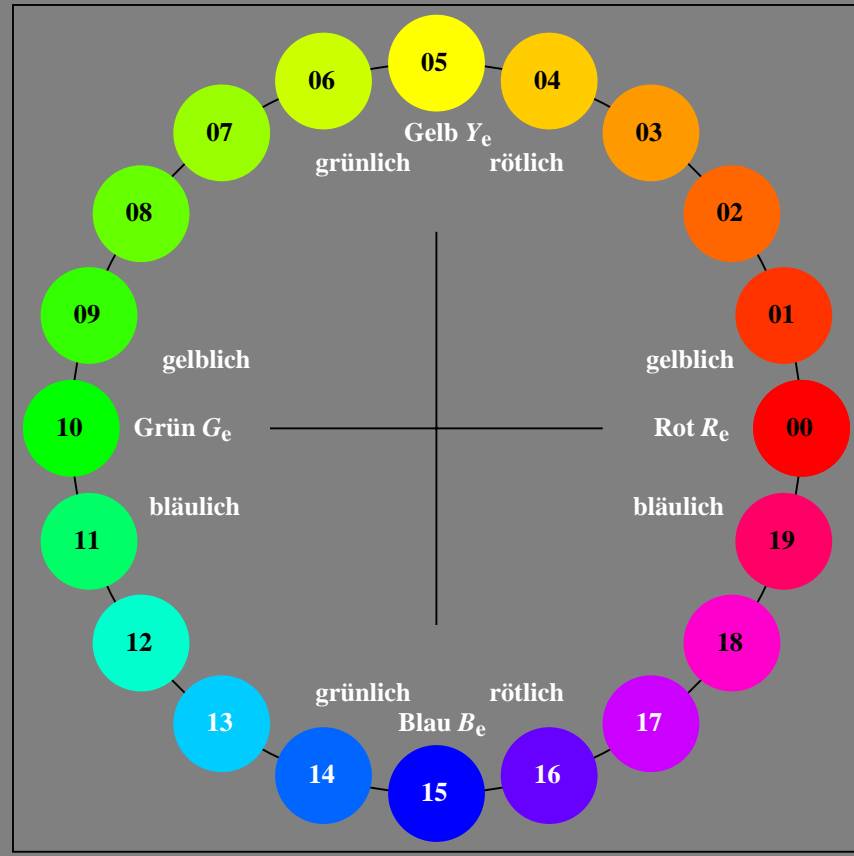 05
06
04
07
03
Gelb Yₑ
grünlich rötlich
08
02
09
01
gelblich gelblich
10
Grün Gₑ
Rot Rₑ
00
bläulich bläulich
11
19
12
18
grünlich rötlich
13
Blau Bₑ
17
14
16
15